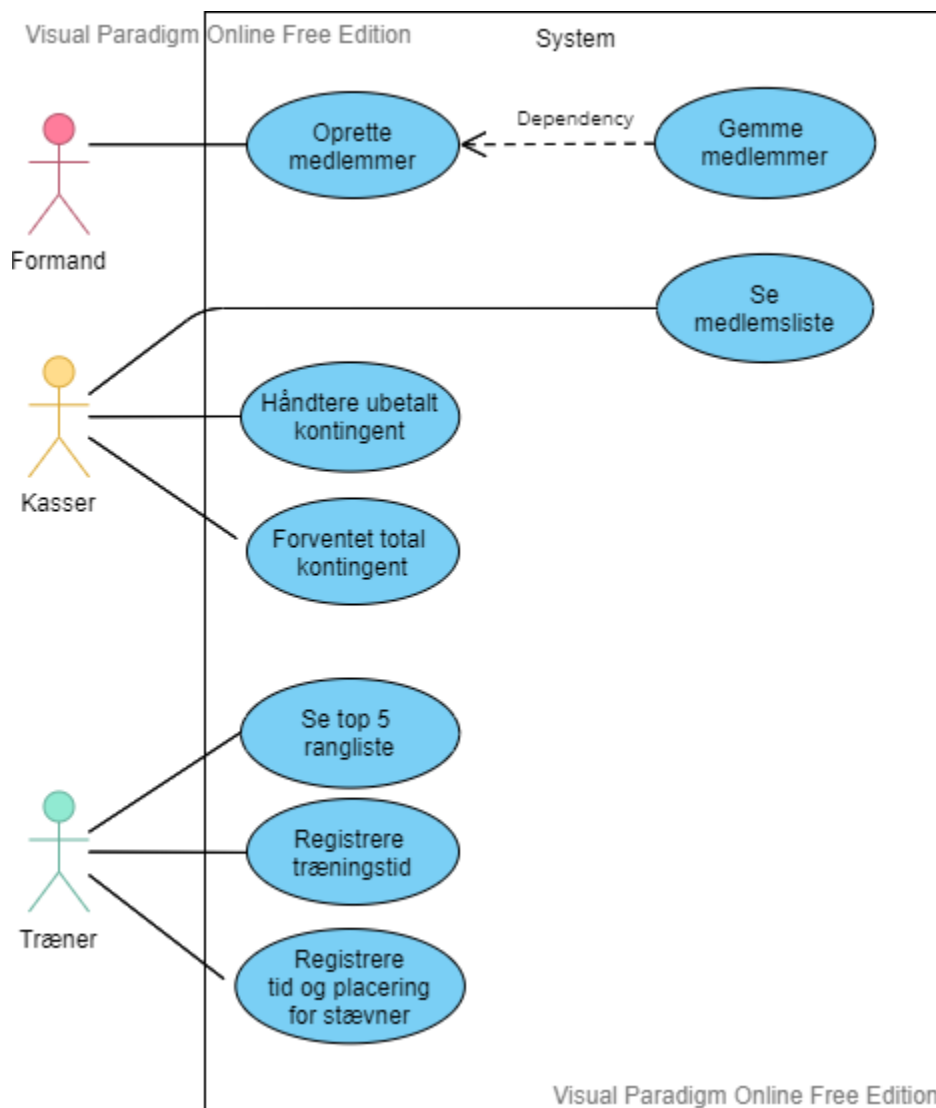 Visual Paradigm Online Free Edition
System
Oprette
medlemmer
Dependency
Gemme
medlemmer
Formand
Se
medlemsliste
Håndtere ubetalt
kontingent
Kasser
Forventet total
kontingent
Se top 5
rangliste
Registrere
træningstid
Træner
Registrere
tid og placering
for stævner
Visual Paradigm Online Free Edition